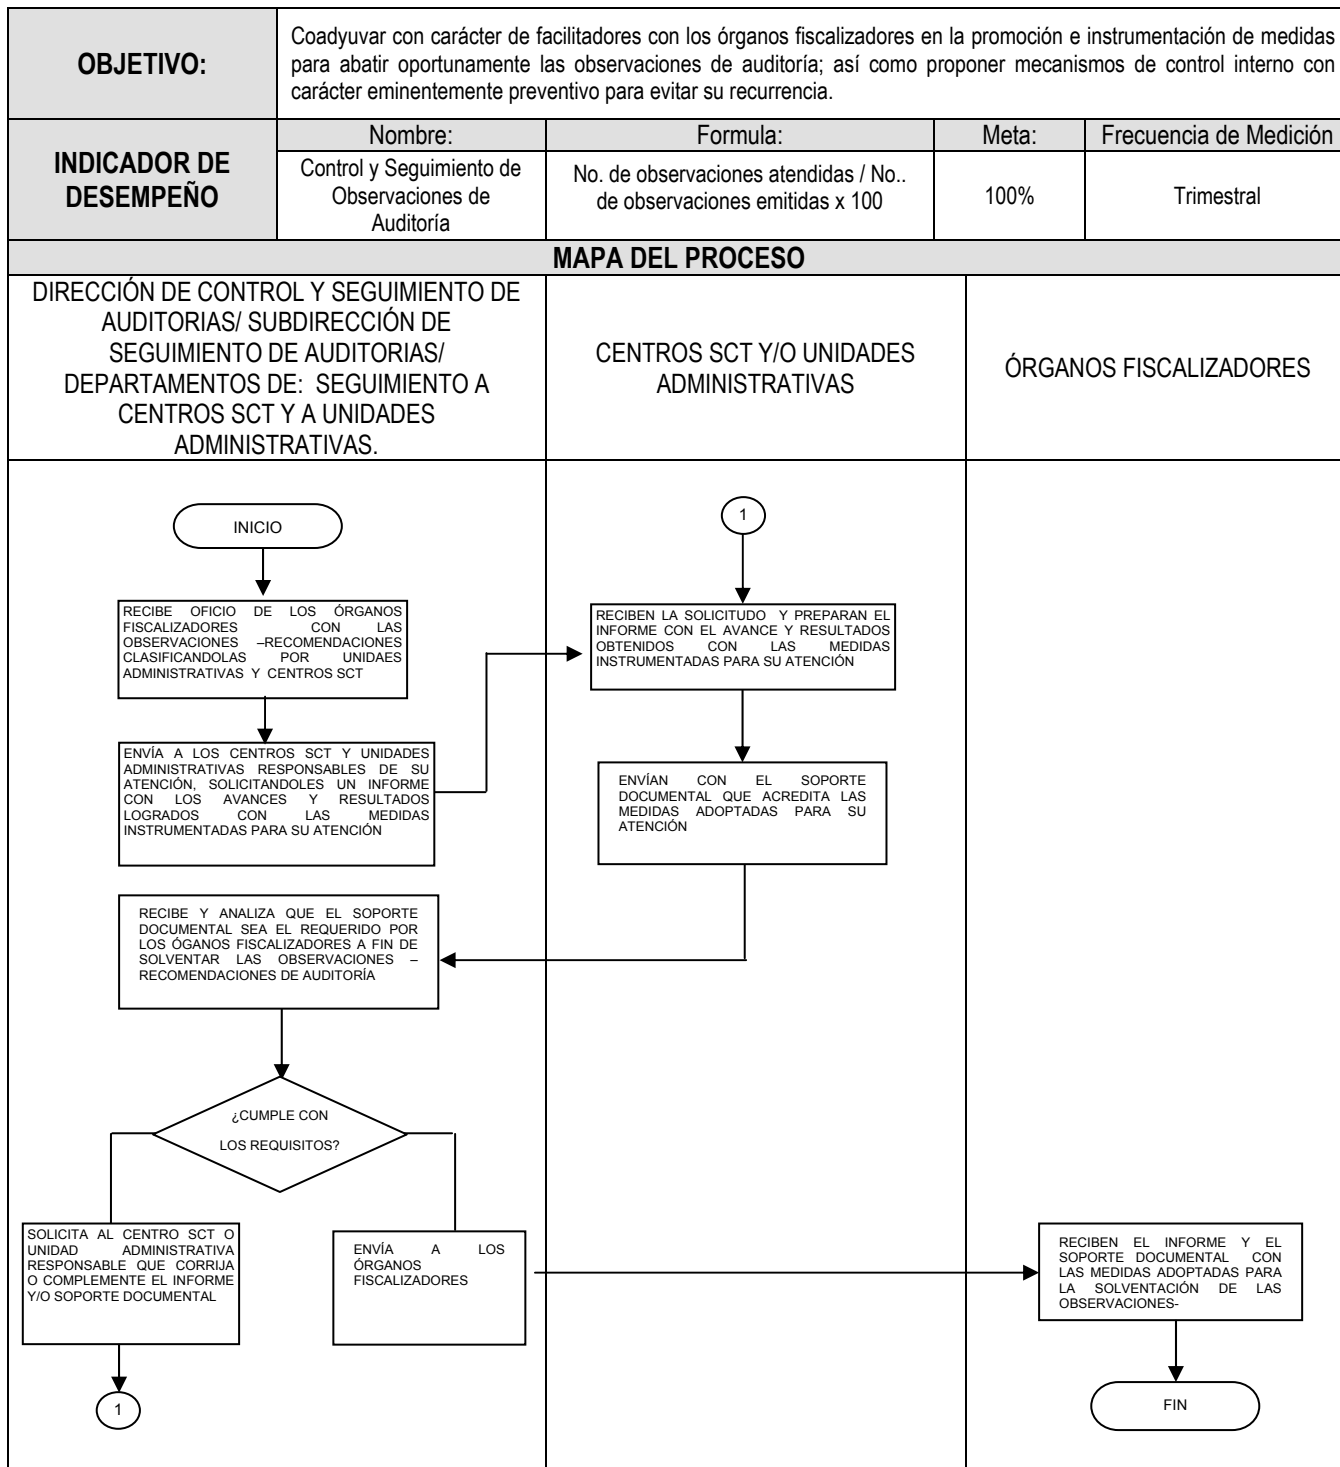 OBJETIVO:
Coadyuvar con carácter de facilitadores con los órganos fiscalizadores en la promoción e instrumentación de medidas
para abatir oportunamente las observaciones de auditoría; así como proponer mecanismos de control interno con
carácter eminentemente preventivo para evitar su recurrencia.
INDICADOR DE
DESEMPEÑO
Nombre:
Formula:
Meta:
Frecuencia de Medición
Control y Seguimiento de
Observaciones de
Auditoría
No. de observaciones atendidas / No..
de observaciones emitidas x 100
100%
Trimestral
MAPA DEL PROCESO
DIRECCIÓN DE CONTROL Y SEGUIMIENTO DE
AUDITORIAS/ SUBDIRECCIÓN DE
SEGUIMIENTO DE AUDITORIAS/
DEPARTAMENTOS DE: SEGUIMIENTO A
CENTROS SCT Y A UNIDADES
ADMINISTRATIVAS.
CENTROS SCT Y/O UNIDADES
ADMINISTRATIVAS
ÓRGANOS FISCALIZADORES
INICIO
RECIBE OFICIO DE LOS ÓRGANOS
FISCALIZADORES CON LAS
OBSERVACIONES –RECOMENDACIONES
CLASIFICANDOLAS POR UNIDAES
ADMINISTRATIVAS Y CENTROS SCT
ENVÍA A LOS CENTROS SCT Y UNIDADES
ADMINISTRATIVAS RESPONSABLES DE SU
ATENCIÓN, SOLICITANDOLES UN INFORME
CON LOS AVANCES Y RESULTADOS
LOGRADOS CON LAS MEDIDAS
INSTRUMENTADAS PARA SU ATENCIÓN
1
RECIBEN LA SOLICITUDO Y PREPARAN EL
INFORME CON EL AVANCE Y RESULTADOS
OBTENIDOS CON LAS MEDIDAS
INSTRUMENTADAS PARA SU ATENCIÓN
ENVÍAN CON EL SOPORTE
DOCUMENTAL QUE ACREDITA LAS
MEDIDAS ADOPTADAS PARA SU
ATENCIÓN
RECIBE Y ANALIZA QUE EL SOPORTE
DOCUMENTAL SEA EL REQUERIDO POR
LOS ÓGANOS FISCALIZADORES A FIN DE
SOLVENTAR LAS OBSERVACIONES –
RECOMENDACIONES DE AUDITORÍA
¿CUMPLE CON
LOS REQUISITOS?
SOLICITA AL CENTRO SCT O
UNIDAD ADMINISTRATIVA
RESPONSABLE QUE CORRIJA
O COMPLEMENTE EL INFORME
Y/O SOPORTE DOCUMENTAL
1
ENVÍA A LOS
ÓRGANOS
FISCALIZADORES
RECIBEN EL INFORME Y EL
SOPORTE DOCUMENTAL CON
LAS MEDIDAS ADOPTADAS PARA
LA SOLVENTACIÓN DE LAS
OBSERVACIONES-
FIN